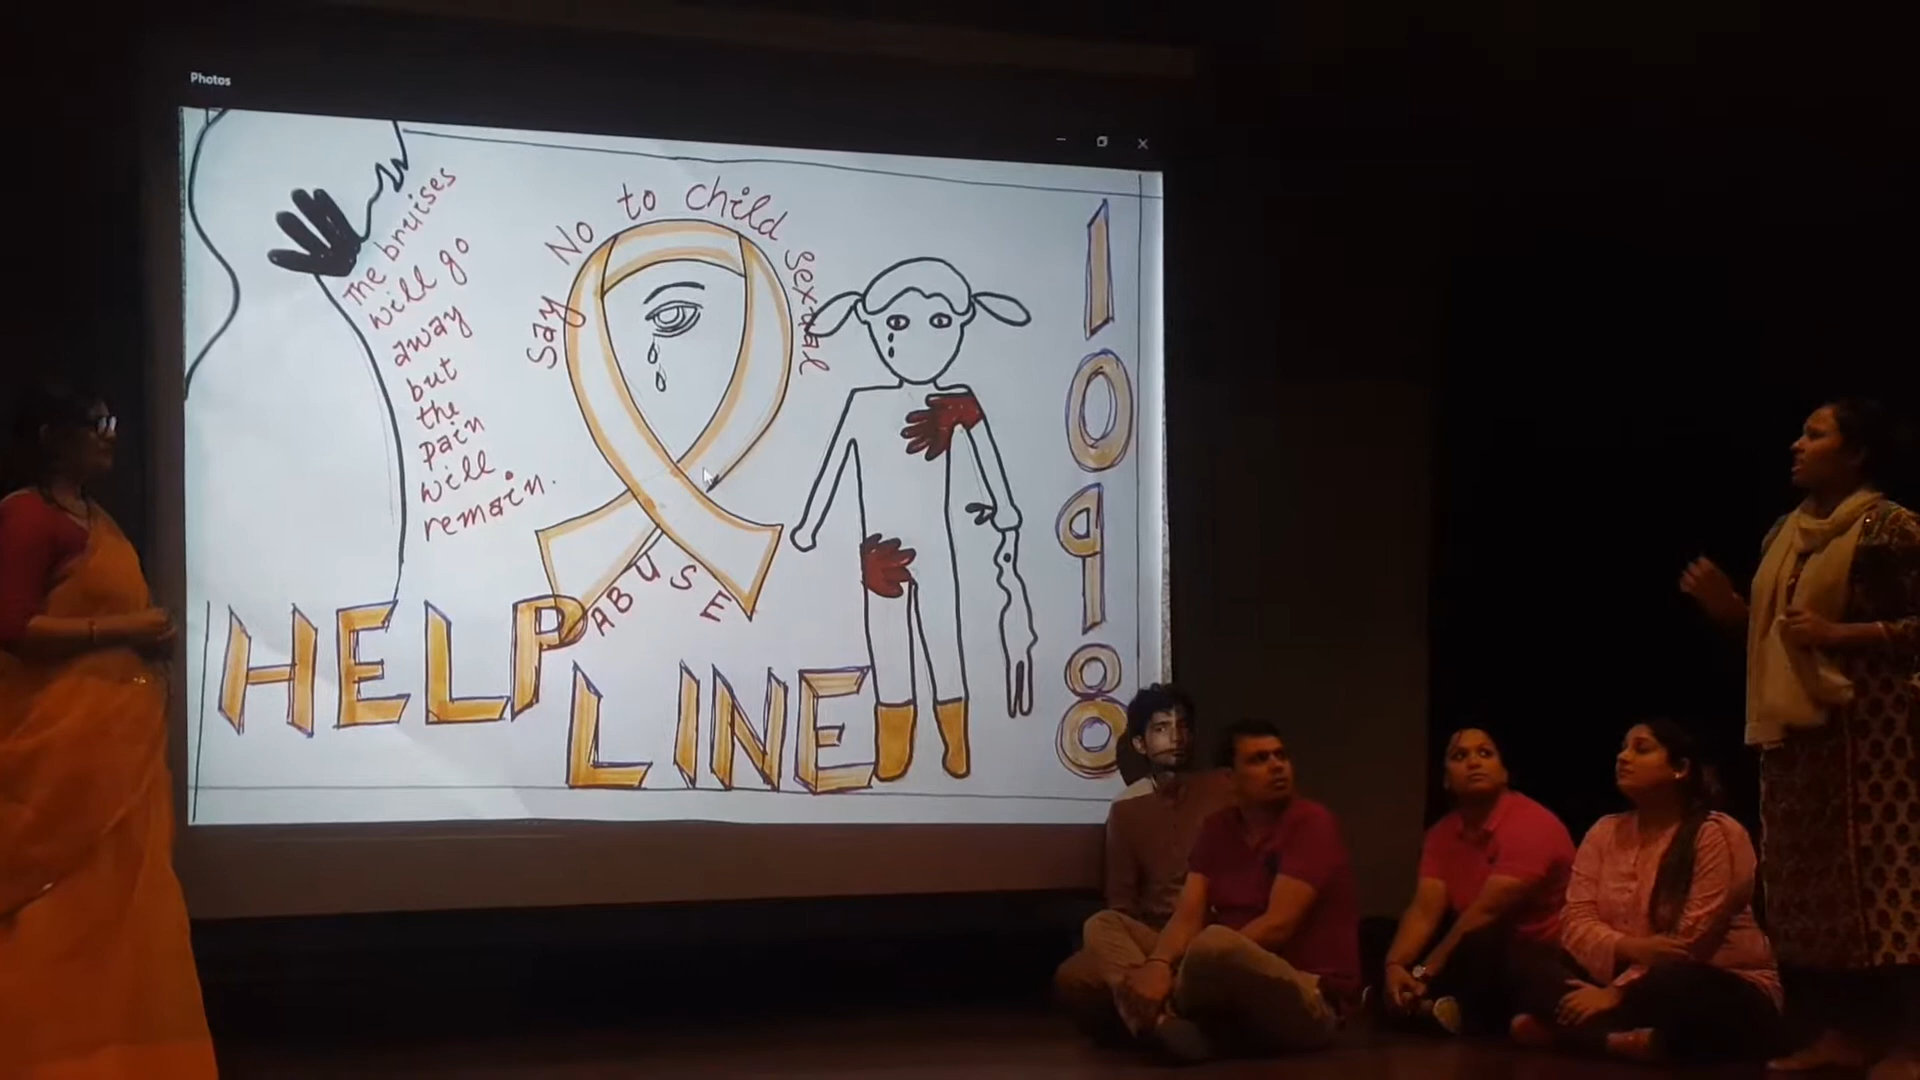 Photos
The bruises
will go
away
but
the
pain
will
remain.
Say No to child sexual
ABUSE
HELP
LINE
1098